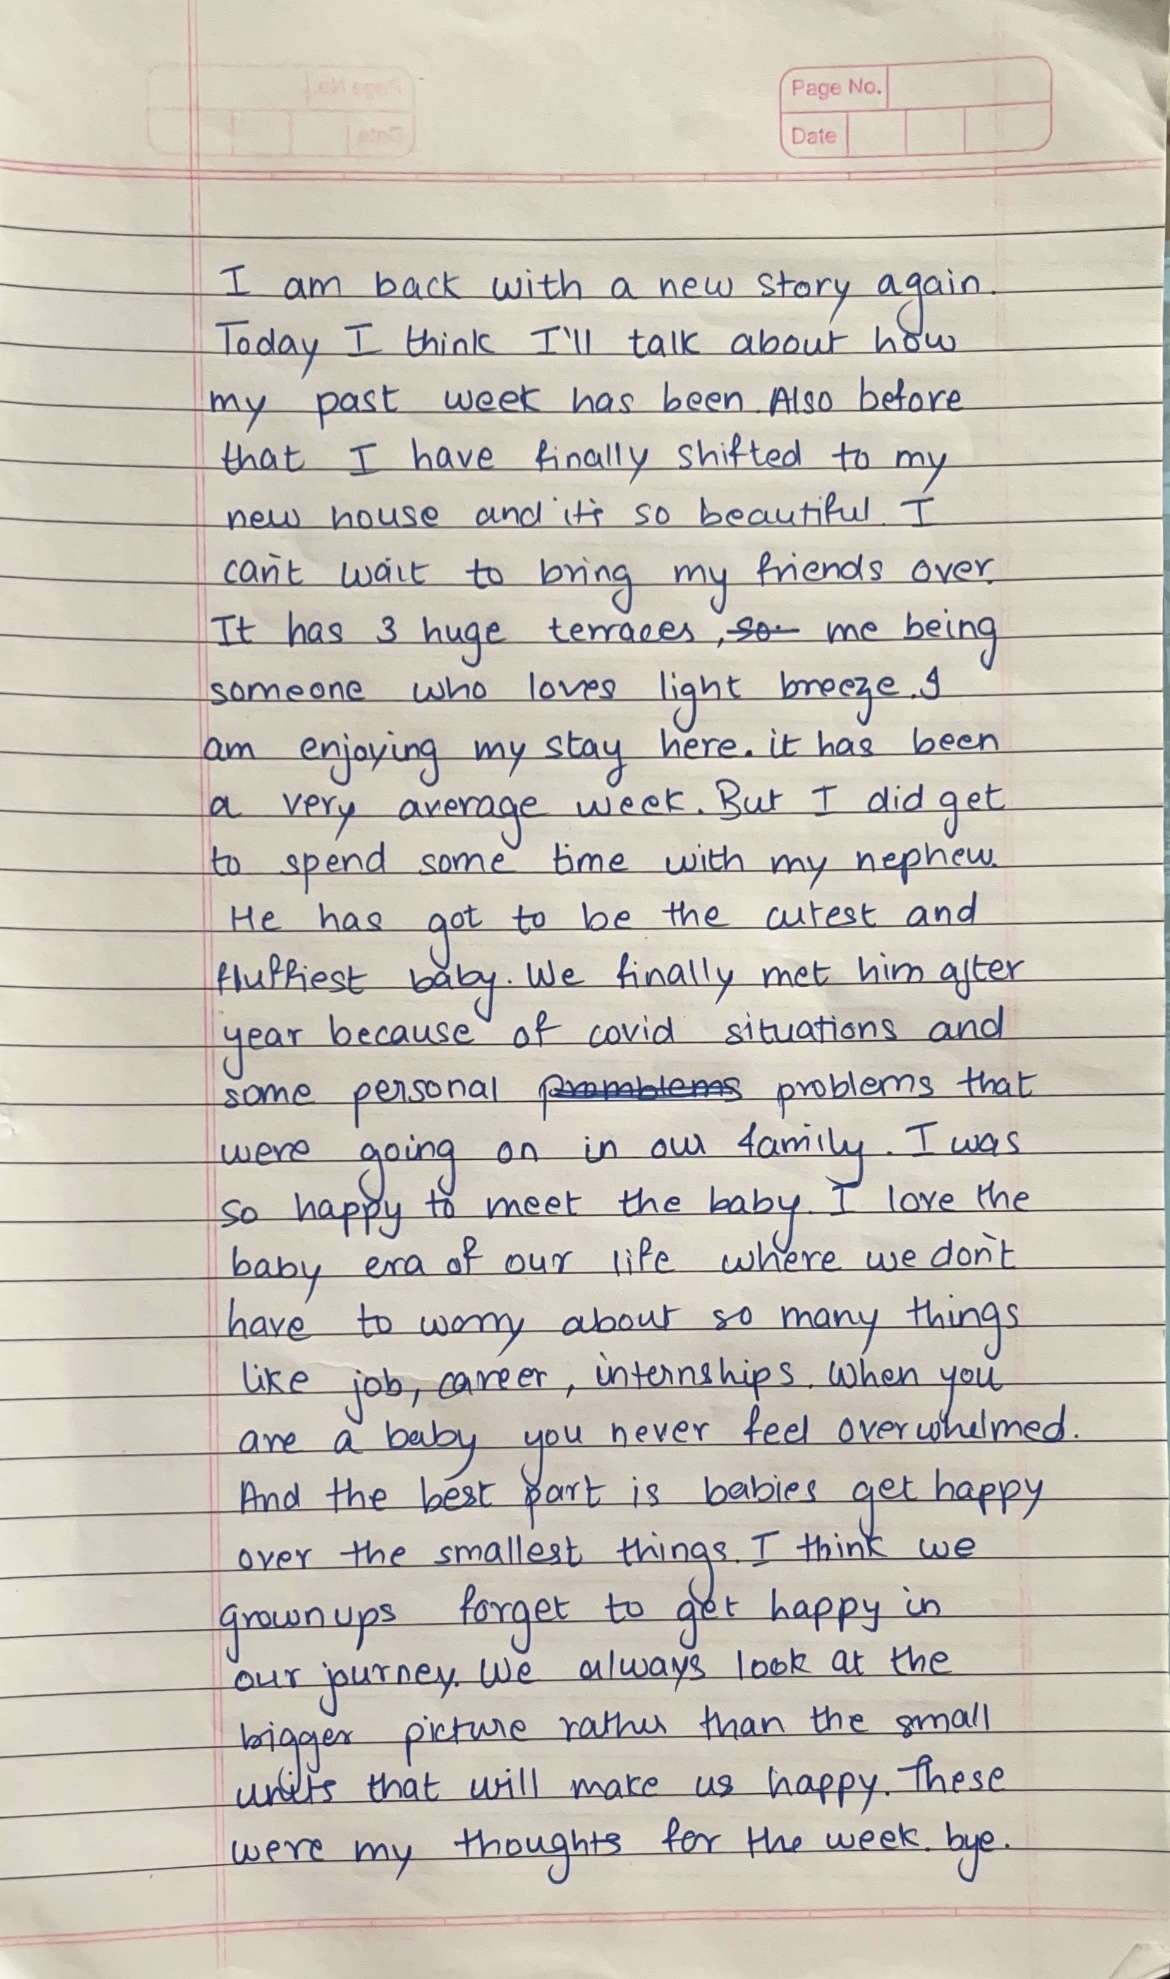 Page No.
Date
I am back with a new story again.
Today I think I'll talk about how
my past week has been. Also before
that I have finally shifted to my
new house and it's so beautiful. I
can't wait to bring my friends over.
It has 3 huge terraces, so me being
someone who loves light breeze. I
am enjoying my stay here. it has been
a very average week. But I did get
to spend some time with my nephew.
He has got to be the cutest and
fluffiest baby. We finally met him after
year because of covid situations and
some personal promblems problems that
were going on in our family. I was
so happy to meet the baby. I love the
baby era of our life where we don't
have to worry about so many things
like job, career, internships. When you
are a baby you never feel overwhelmed.
And the best part is babies get happy
over the smallest things. I think we
grownups forget to get happy in
our journey. We always look at the
bigger picture rather than the small
units that will make us happy. These
were my thoughts for the week. bye.